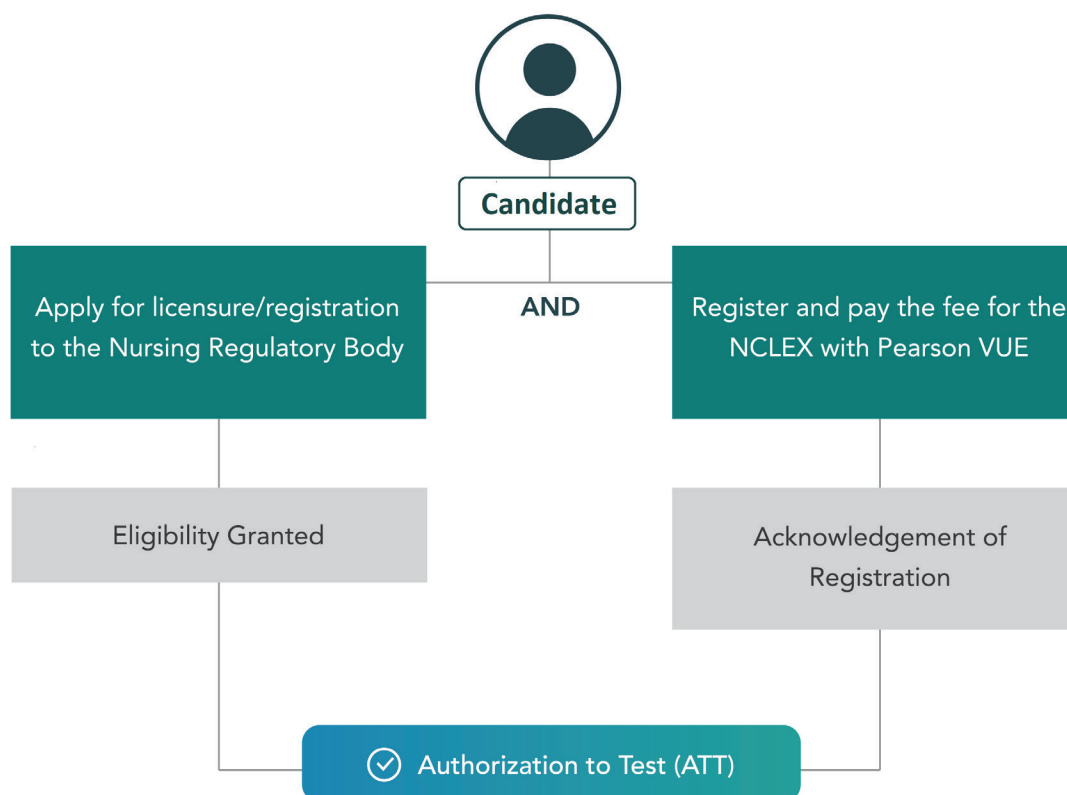 Candidate
AND
Apply for licensure/registration
to the Nursing Regulatory Body
Register and pay the fee for the
NCLEX with Pearson VUE
Eligibility Granted
Acknowledgement of
Registration
Authorization to Test (ATT)